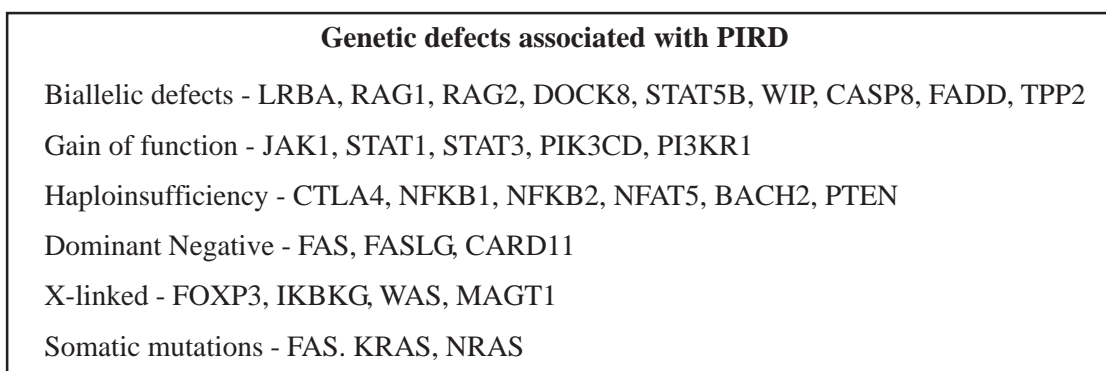 Genetic defects associated with PIRD
Biallelic defects - LRBA, RAG1, RAG2, DOCK8, STAT5B, WIP, CASP8, FADD, TPP2
Gain of function - JAK1, STAT1, STAT3, PIK3CD, PI3KR1
Haploinsufficiency - CTLA4, NFKB1, NFKB2, NFAT5, BACH2, PTEN
Dominant Negative - FAS, FASLG, CARD11
X-linked - FOXP3, IKBKG, WAS, MAGT1
Somatic mutations - FAS. KRAS, NRAS